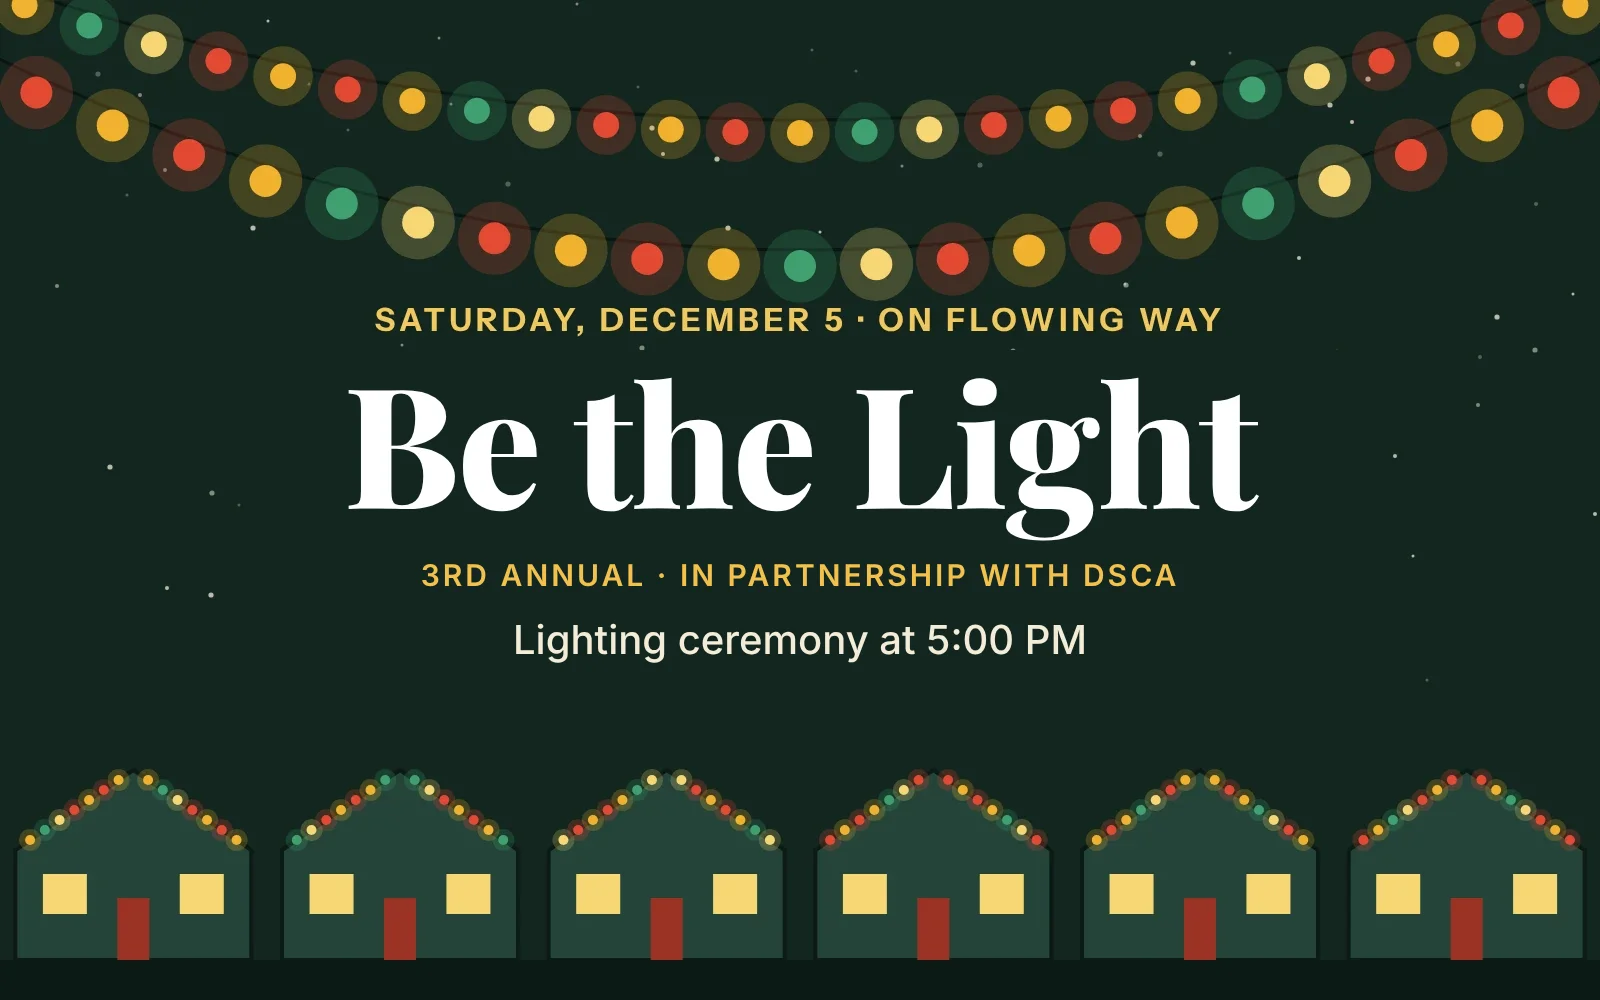 SATURDAY, DECEMBER 5 · ON FLOWING WAY
Be the Light
3RD ANNUAL · IN PARTNERSHIP WITH DSCA
Lighting ceremony at 5:00 PM